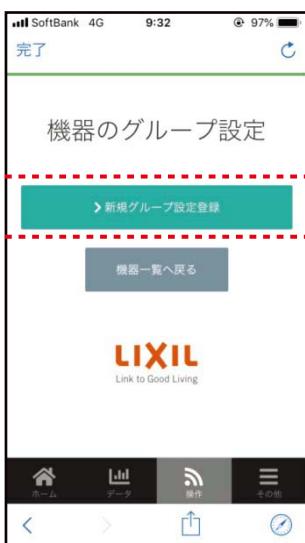 SoftBank 4G 9:32 97%
完了
機器のグループ設定
新規グループ設定登録
機器一覧へ戻る
LIXIL
Link to Good Living
ホーム データ 操作 その他